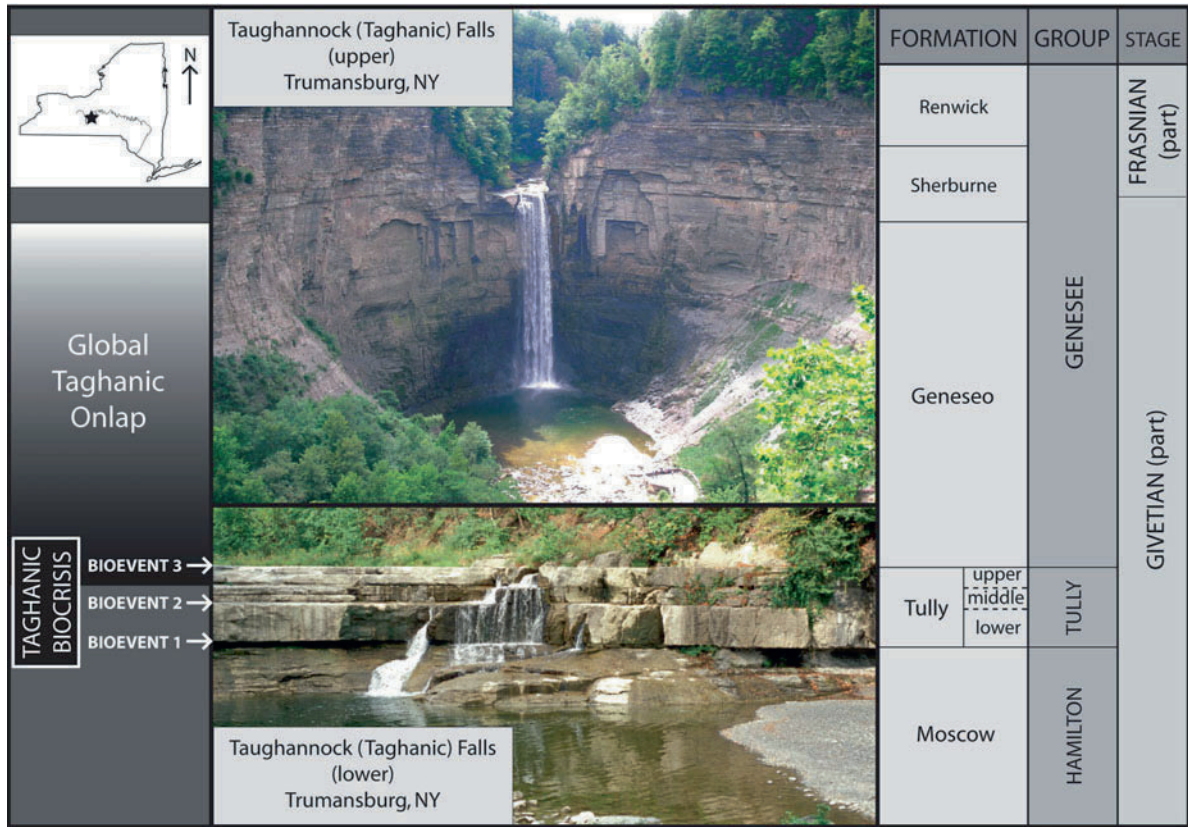 N
Taughannock (Taghanic) Falls
(upper)
Trumansburg, NY
Global
Taghanic
Onlap
TAGHANIC
BIOCRISIS
BIOEVENT 3
BIOEVENT 2
BIOEVENT 1
Taughannock (Taghanic) Falls
(lower)
Trumansburg, NY
FORMATION GROUP STAGE
Renwick
Sherburne
Geneseo
Tully
upper
middle
lower
Moscow
GENESEE
TULLY
HAMILTON
FRASNIAN
(part)
GIVETIAN (part)